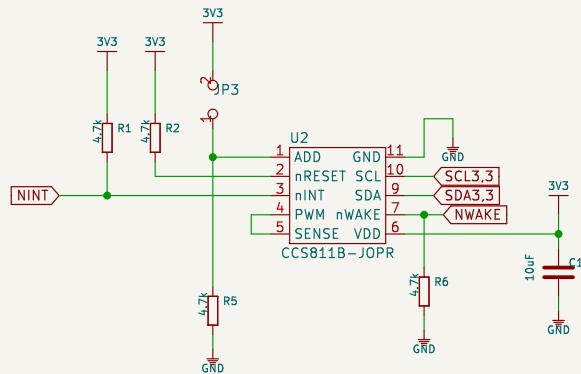 3V3
3V3
3V3
2
JP3
1
4.7k
R1
4.7k
R2
U2
1
ADD
GND
11
GND
2
nRESET
SCL
10
SCL3,3
NINT
3
nINT
SDA
9
SDA3,3
3V3
4
PWM
nWAKE
7
NWAKE
5
SENSE
VDD
6
CCS811B-JOPR
10uF
C1
4.7k
R6
4.7k
R5
GND
GND
GND